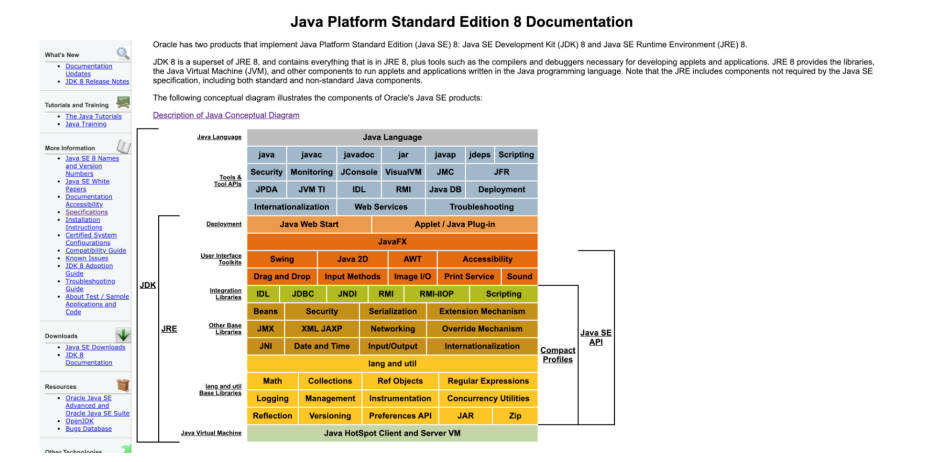 Java Platform Standard Edition 8 Documentation
Oracle has two products that implement Java Platform Standard Edition (Java SE) 8: Java SE Development Kit (JDK) 8 and Java SE Runtime Environment (JRE) 8.
JDK 8 is a superset of JRE 8, and contains everything that is in JRE 8, plus tools such as the compilers and debuggers necessary for developing applets and applications. JRE 8 provides the libraries,
the Java Virtual Machine (JVM), and other components to run applets and applications written in the Java programming language. Note that the JRE includes components not required by the Java SE
specification, including both standard and non-standard Java components.
The following conceptual diagram illustrates the components of Oracle's Java SE products:
Description of Java Conceptual Diagram
What's New
Documentation
Updates
JDK 8 Release Notes
Tutorials and Training
The Java Tutorials
Java Training
More Information
Java SE 8 Names
and Version
Numbers
Java SE White
Papers
Documentation
Accessibility
Specifications
Installation
Instructions
Certified System
Configurations
Compatibility Guide
Known Issues
JDK 8 Adoption
Guide
Troubleshooting
Guide
About Test / Sample
Applications and
Code
Downloads
Java SE Downloads
JDK 8
Documentation
Resources
Oracle Java SE
Advanced and
Oracle Java SE Suite
OpenJDK
Bugs Database
Other Technologies
JDK
JRE
Java Language
Java Language
Tools &
Tool APIs
java javac javadoc jar javap jdeps Scripting
Security Monitoring JConsole VisualVM JMC JFR
JPDA JVM TI IDL RMI Java DB Deployment
Internationalization Web Services Troubleshooting
Deployment
Java Web Start Applet / Java Plug-in
JavaFX
User Interface
Toolkits
Swing Java 2D AWT Accessibility
Drag and Drop Input Methods Image I/O Print Service Sound
Integration
Libraries
IDL JDBC JNDI RMI RMI-IIOP Scripting
Other Base
Libraries
Beans Security Serialization Extension Mechanism
JMX XML JAXP Networking Override Mechanism
JNI Date and Time Input/Output Internationalization
lang and util
lang and util
Base Libraries
Math Collections Ref Objects Regular Expressions
Logging Management Instrumentation Concurrency Utilities
Reflection Versioning Preferences API JAR Zip
Java Virtual Machine
Java HotSpot Client and Server VM
Compact
Profiles
Java SE
API